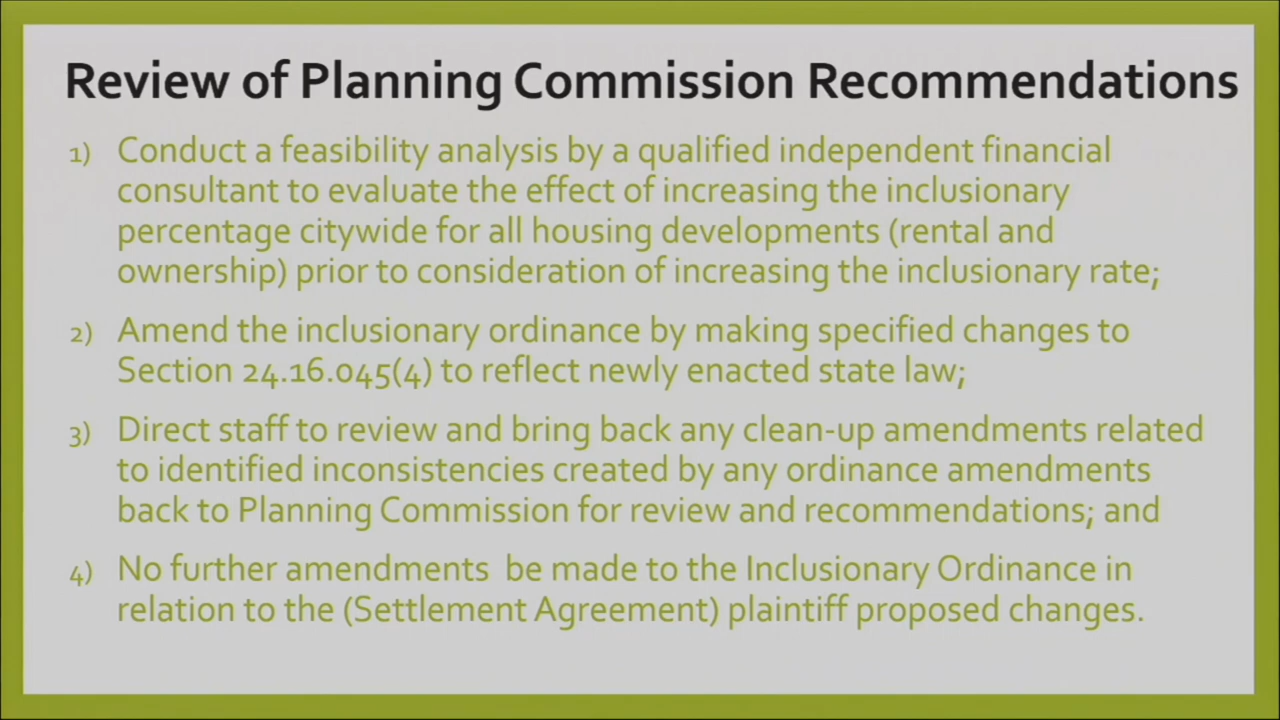 Review of Planning Commission Recommendations
1) Conduct a feasibility analysis by a qualified independent financial
consultant to evaluate the effect of increasing the inclusionary
percentage citywide for all housing developments (rental and
ownership) prior to consideration of increasing the inclusionary rate;
2) Amend the inclusionary ordinance by making specified changes to
Section 24.16.045(4) to reflect newly enacted state law;
3) Direct staff to review and bring back any clean-up amendments related
to identified inconsistencies created by any ordinance amendments
back to Planning Commission for review and recommendations; and
4) No further amendments  be made to the Inclusionary Ordinance in
relation to the (Settlement Agreement) plaintiff proposed changes.